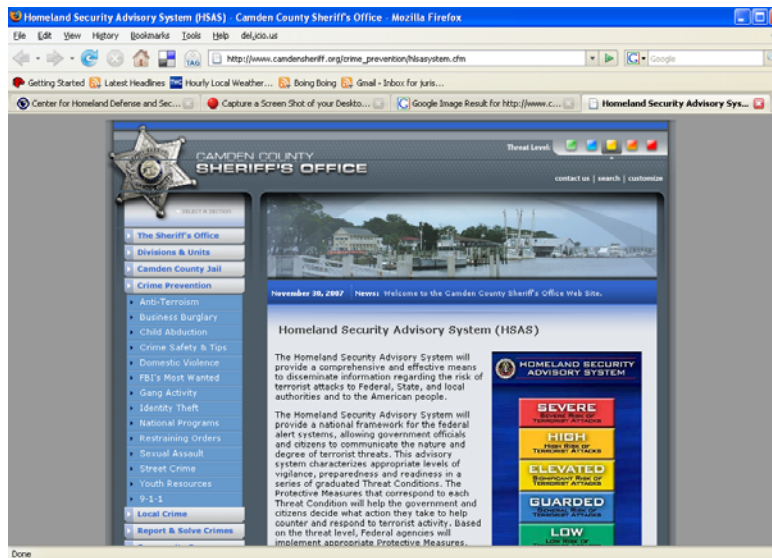 Homeland Security Advisory System (HSAS) - Camden County Sheriff's Office - Mozilla Firefox
File Edit View History Bookmarks Tools Help del.icio.us
http://www.camdensheriff.org/crime_prevention/hlsasystem.cfm
Google
TAG
Getting Started Latest Headlines Hourly Local Weather... Boing Boing Gmail - Inbox for juris...
Center for Homeland Defense and Sec... Capture a Screen Shot of your Deskto... Google Image Result for http://www.c... Homeland Security Advisory Sys...
CAMDEN COUNTY
SHERIFF'S OFFICE
Threat Level:
contact us | search | customize
SELECT A SECTION
The Sheriff's Office
Divisions & Units
Camden County Jail
Crime Prevention
Anti-Terroism
Business Burglary
Child Abduction
Crime Safety & Tips
Domestic Violence
FBI's Most Wanted
Gang Activity
Identity Theft
National Programs
Restraining Orders
Sexual Assault
Street Crime
Youth Resources
9-1-1
Local Crime
Report & Solve Crimes
November 30, 2007 News: Welcome to the Camden County Sheriff's Office Web Site.
Homeland Security Advisory System (HSAS)
The Homeland Security Advisory System will
provide a comprehensive and effective means
to disseminate information regarding the risk of
terrorist attacks to Federal, State, and local
authorities and to the American people.
The Homeland Security Advisory System will
provide a national framework for the federal
alert systems, allowing government officials
and citizens to communicate the nature and
degree of terrorist threats. This advisory
system characterizes appropriate levels of
vigilance, preparedness and readiness in a
series of graduated Threat Conditions. The
Protective Measures that correspond to each
Threat Condition will help the government and
citizens decide what action they take to help
counter and respond to terrorist activity. Based
on the threat level, Federal agencies will
implement appropriate Protective Measures.
HOMELAND SECURITY
ADVISORY SYSTEM
SEVERE
SEVERE RISK OF
TERRORIST ATTACKS
HIGH
HIGH RISK OF
TERRORIST ATTACKS
ELEVATED
SIGNIFICANT RISK OF
TERRORIST ATTACKS
GUARDED
GENERAL RISK OF
TERRORIST ATTACKS
LOW
LOW RISK OF
TERRORIST ATTACKS
Done